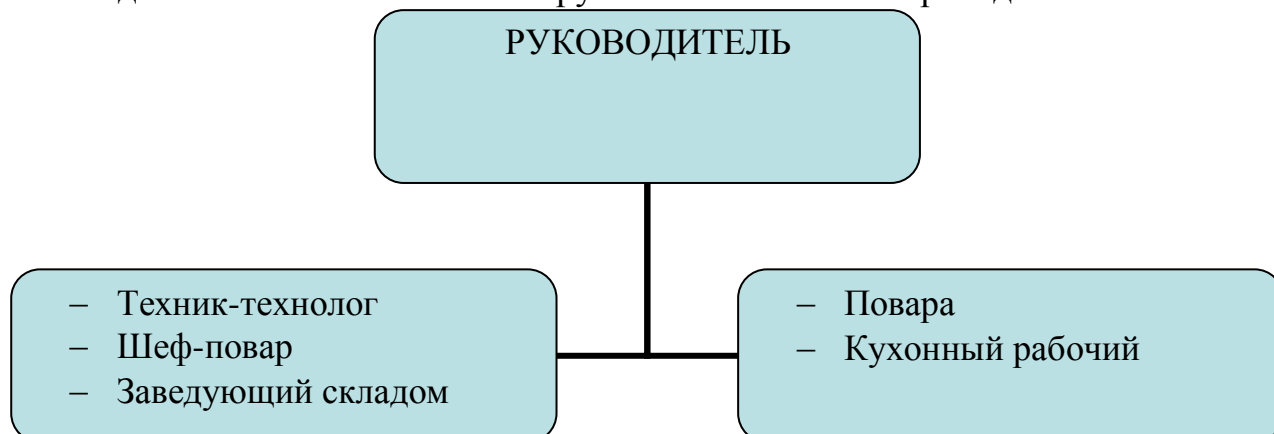 РУКОВОДИТЕЛЬ
– Техник-технолог
– Шеф-повар
– Заведующий складом
– Повара
– Кухонный рабочий